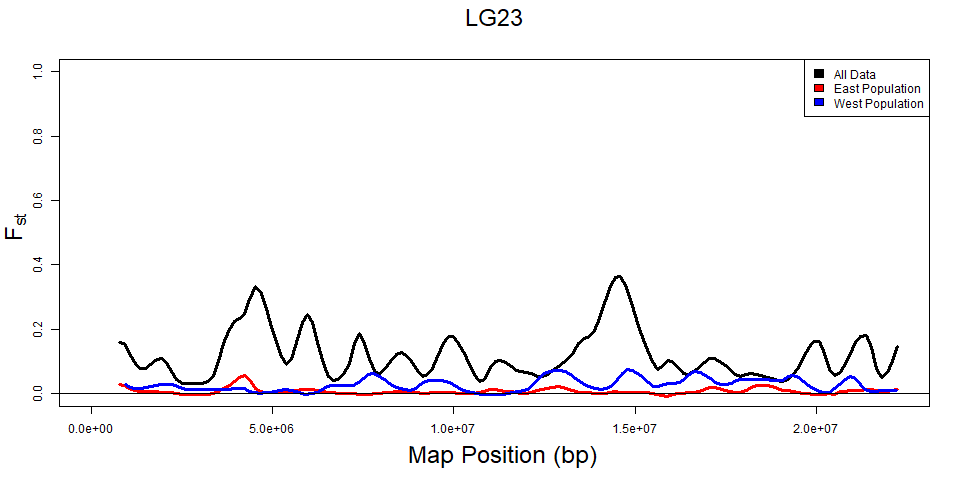 LG23
All Data
East Population
West Population
1.0
0.8
0.6
0.4
0.2
0.0
Fst
0.0e+00 5.0e+06 1.0e+07 1.5e+07 2.0e+07
Map Position (bp)